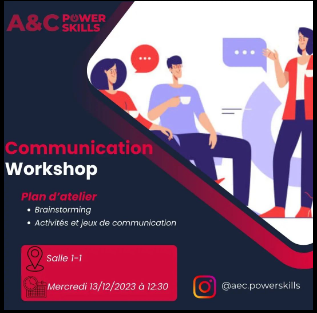 A&C POWER
SKILLS
Communication
Workshop
Plan d'atelier
• Brainstorming
• Activités et jeux de communication
Salle 1-1
Mercredi 13/12/2023 à 12:30
@aec.powerskills